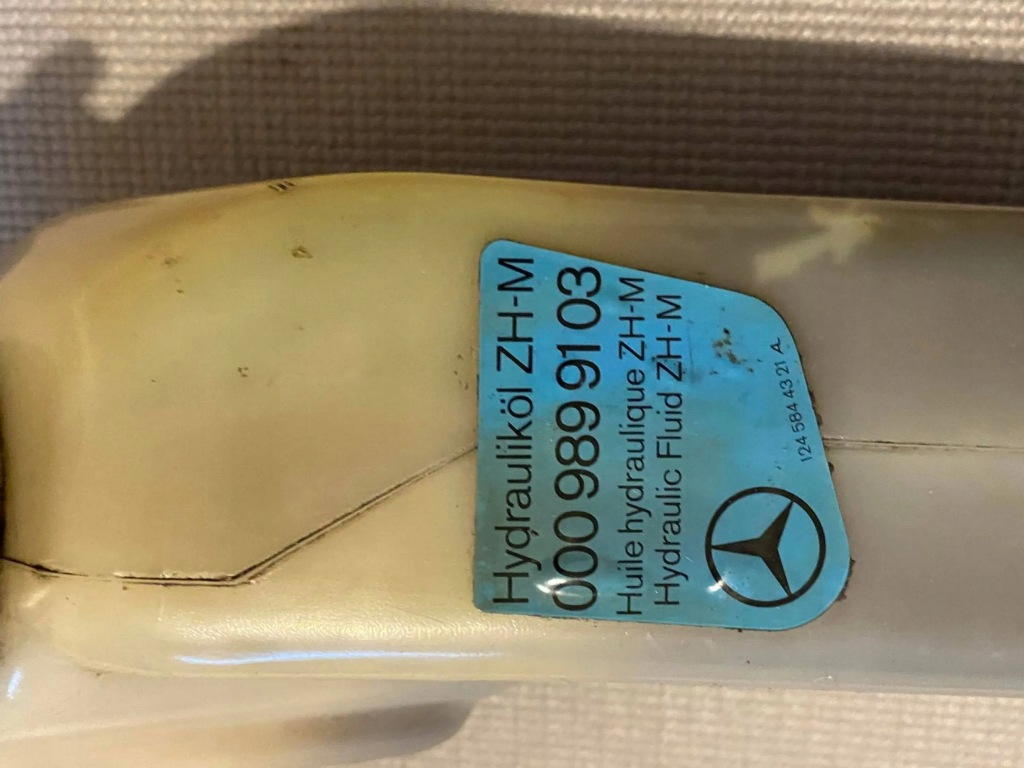 Hydrauliköl ZH-M
000 989 91 03
Huile hydraulique ZH-M
Hydraulic Fluid ZH-M
124 584 43 21 A